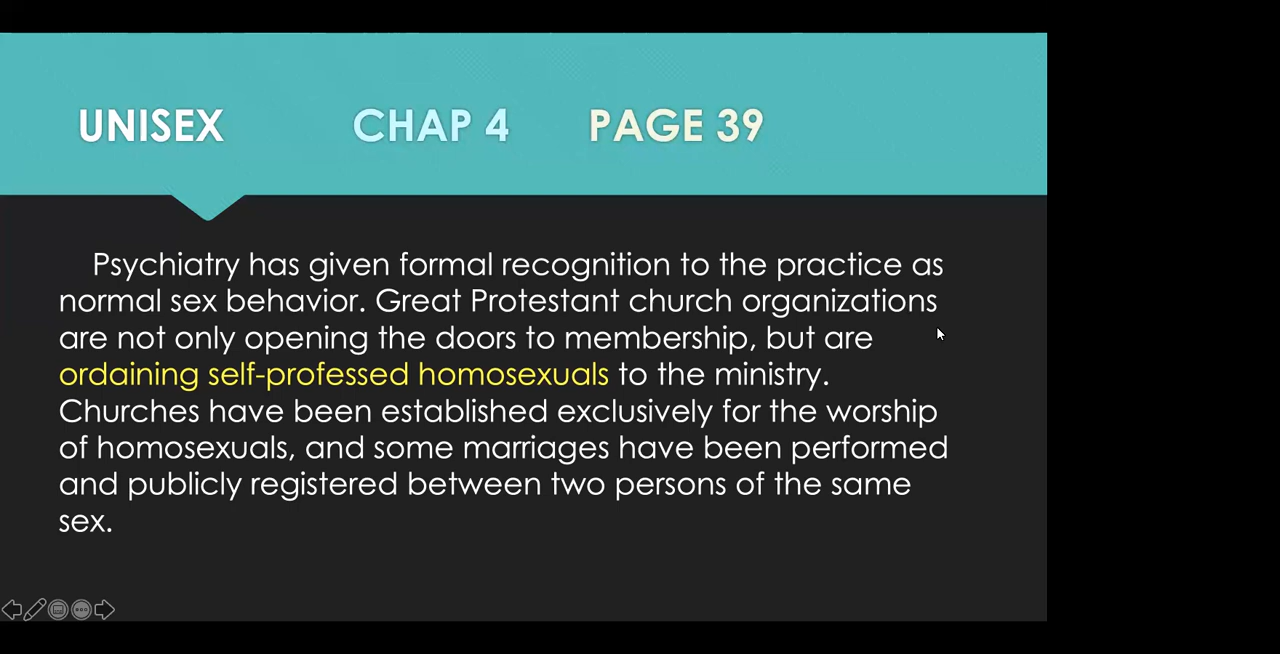 UNISEX CHAP 4 PAGE 39
Psychiatry has given formal recognition to the practice as
normal sex behavior. Great Protestant church organizations
are not only opening the doors to membership, but are
ordaining self-professed homosexuals to the ministry.
Churches have been established exclusively for the worship
of homosexuals, and some marriages have been performed
and publicly registered between two persons of the same
sex.